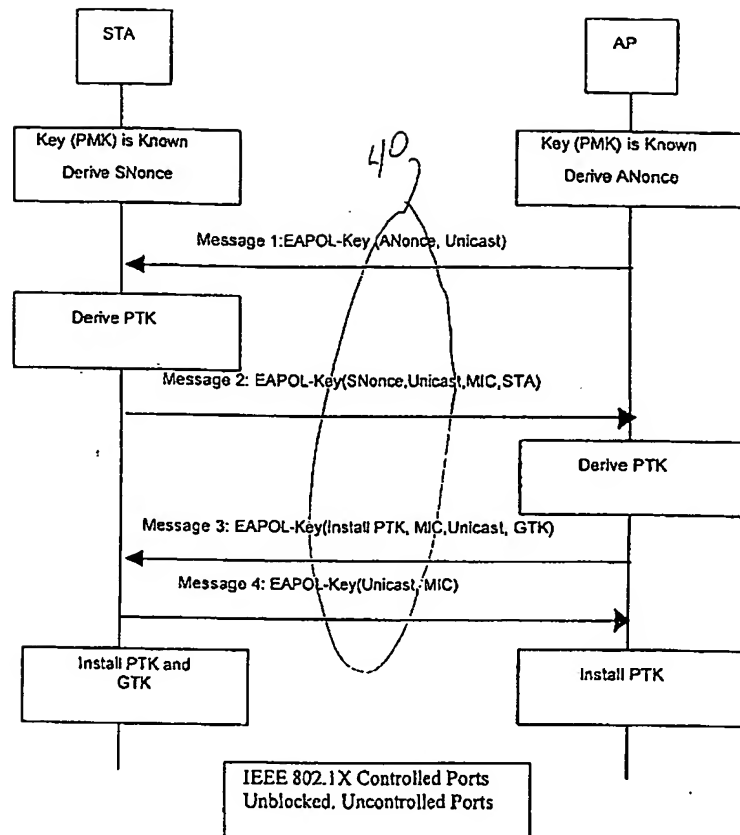 STA
AP
Key (PMK) is Known
Derive SNonce
Key (PMK) is Known
Derive ANonce
40
Message 1:EAPOL-Key (ANonce, Unicast)
Derive PTK
Message 2: EAPOL-Key(SNonce,Unicast,MIC,STA)
Derive PTK
Message 3: EAPOL-Key(Install PTK, MIC,Unicast, GTK)
Message 4: EAPOL-Key(Unicast, MIC)
Install PTK and
GTK
Install PTK
IEEE 802.1X Controlled Ports
Unblocked, Uncontrolled Ports